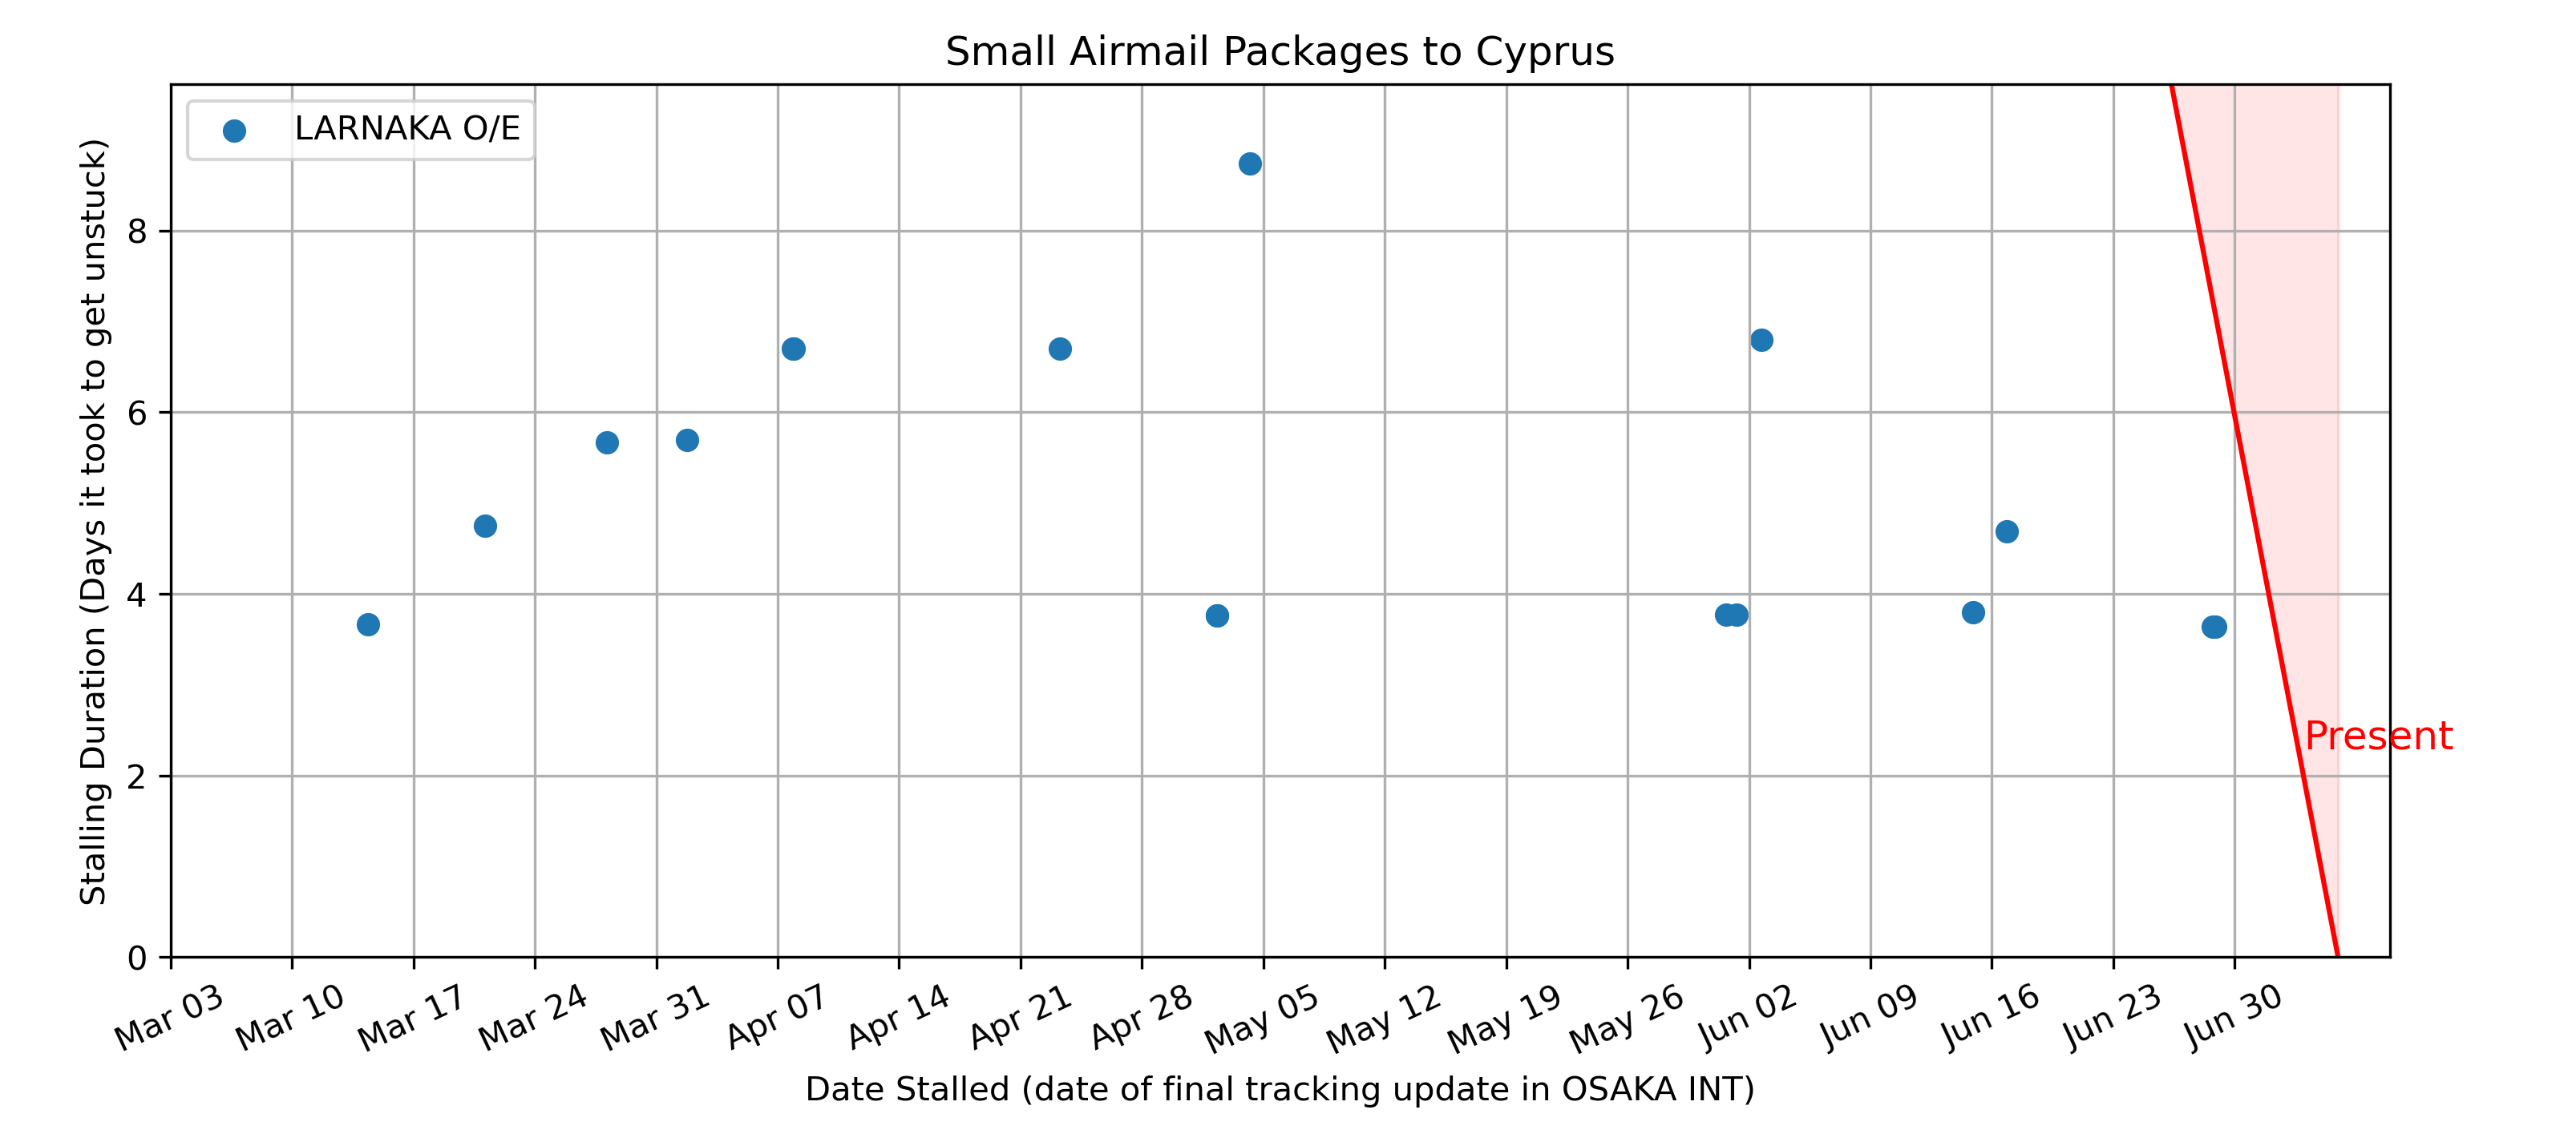 Small Airmail Packages to Cyprus
LARNAKA O/E
Stalling Duration (Days it took to get unstuck)
8
6
4
2
0
Present
Mar 03 Mar 10 Mar 17 Mar 24 Mar 31 Apr 07 Apr 14 Apr 21 Apr 28 May 05 May 12 May 19 May 26 Jun 02 Jun 09 Jun 16 Jun 23 Jun 30
Date Stalled (date of final tracking update in OSAKA INT)